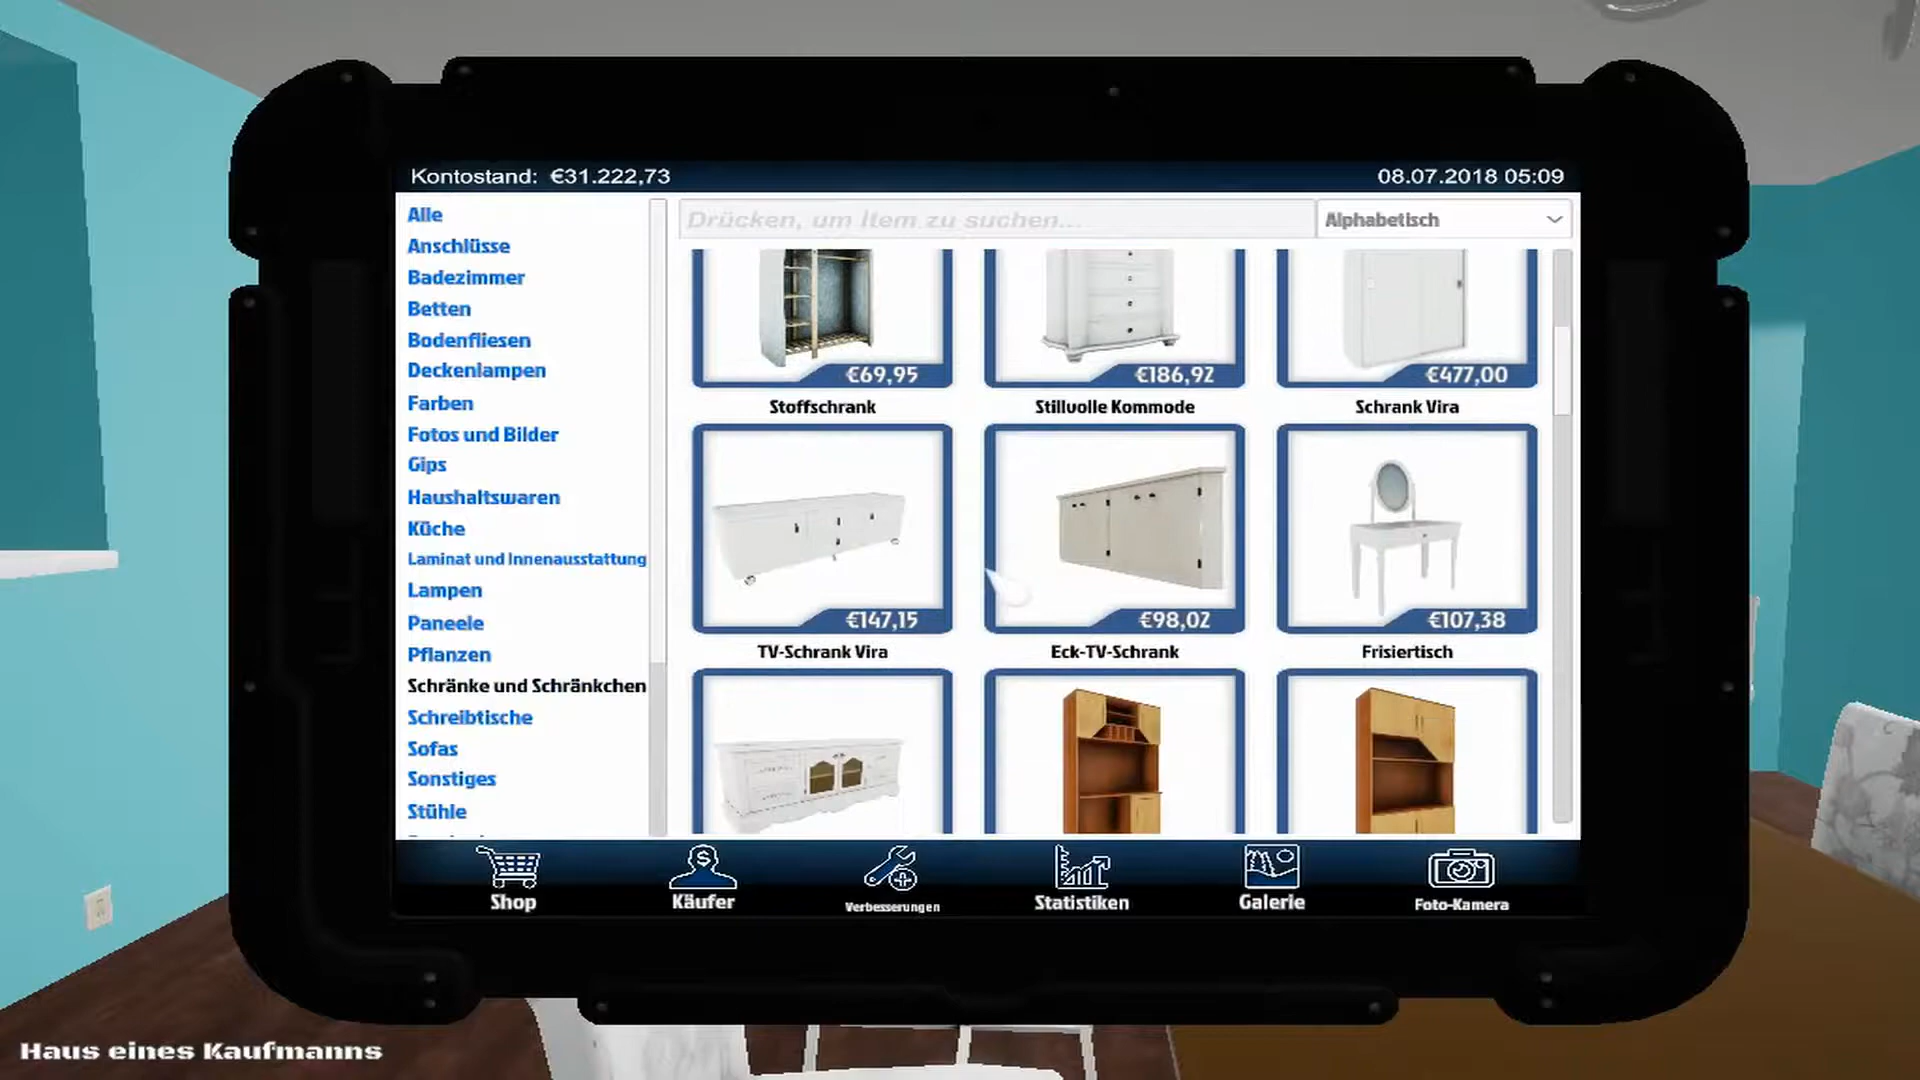 Kontostand: €31.222,73
08.07.2018 05:09
Alle
Anschlüsse
Badezimmer
Betten
Bodenfliesen
Deckenlampen
Farben
Fotos und Bilder
Gips
Haushaltswaren
Küche
Laminat und Innenausstattung
Lampen
Paneele
Pflanzen
Schränke und Schränkchen
Schreibtische
Sofas
Sonstiges
Stühle
Drücken, um Item zu suchen...
Alphabetisch
€69,95
€186,92
€477,00
Stoffschrank
Stillvolle Kommode
Schrank Vira
€147,15
€98,02
€107,38
TV-Schrank Vira
Eck-TV-Schrank
Frisiertisch
Shop
Käufer
Verbesserungen
Statistiken
Galerie
Foto-Kamera
Haus eines Kaufmanns